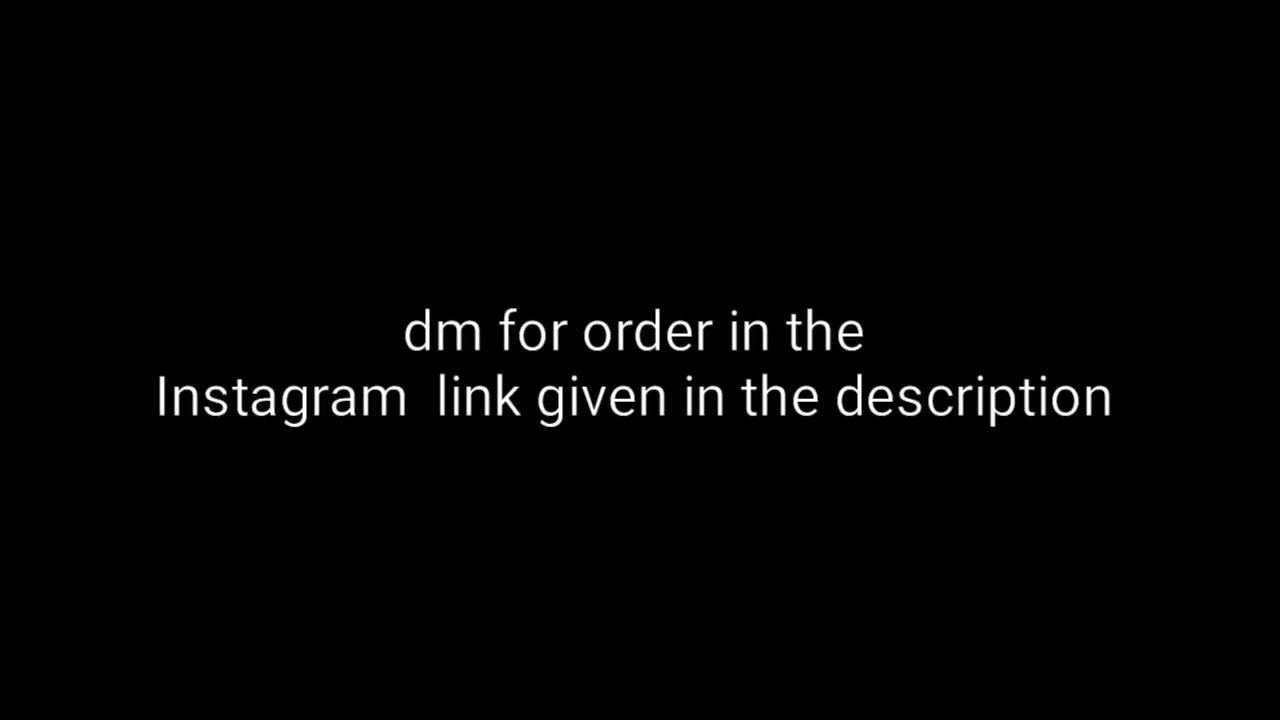 dm for order in the
Instagram  link given in the description